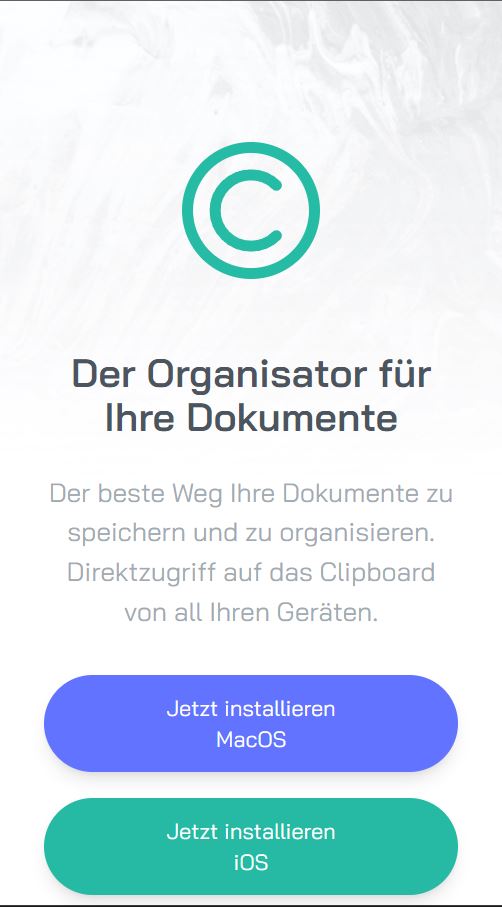 Der Organisator für
Ihre Dokumente
Der beste Weg Ihre Dokumente zu
speichern und zu organisieren.
Direktzugriff auf das Clipboard
von all Ihren Geräten.
Jetzt installieren
MacOS
Jetzt installieren
iOS